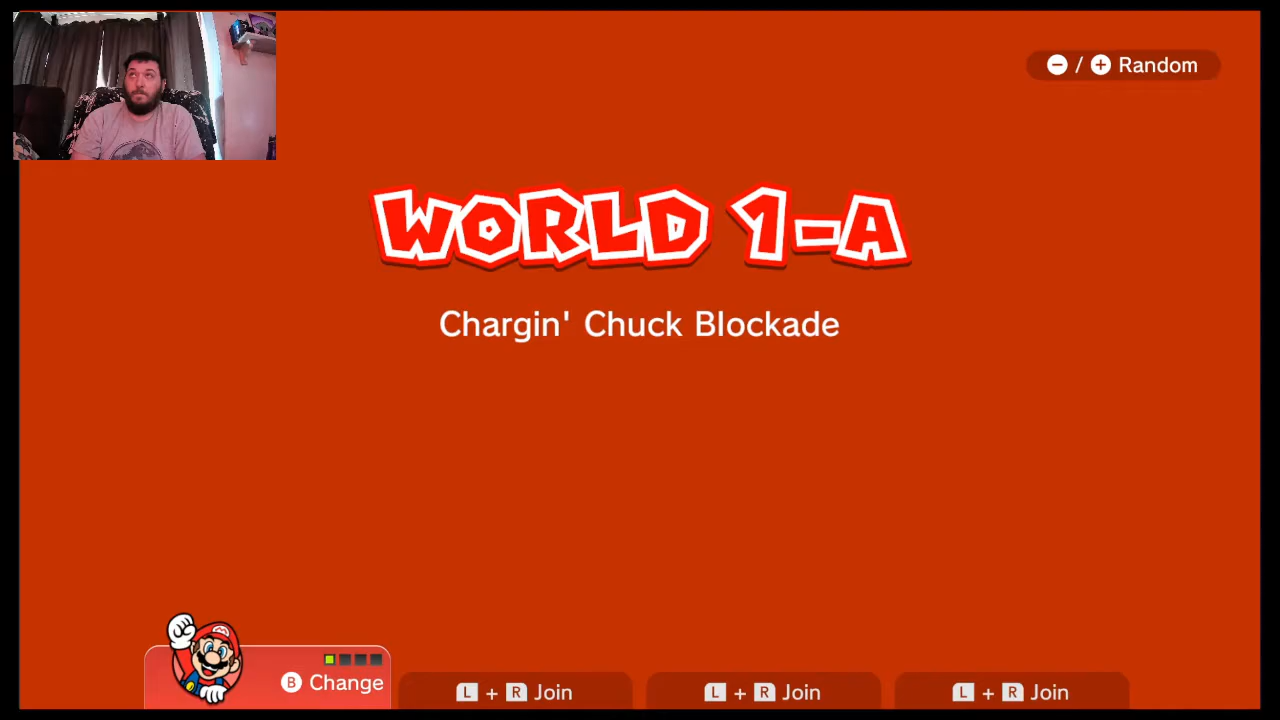 − / + Random
WORLD 1-A
Chargin' Chuck Blockade
B Change
L + R Join
L + R Join
L + R Join